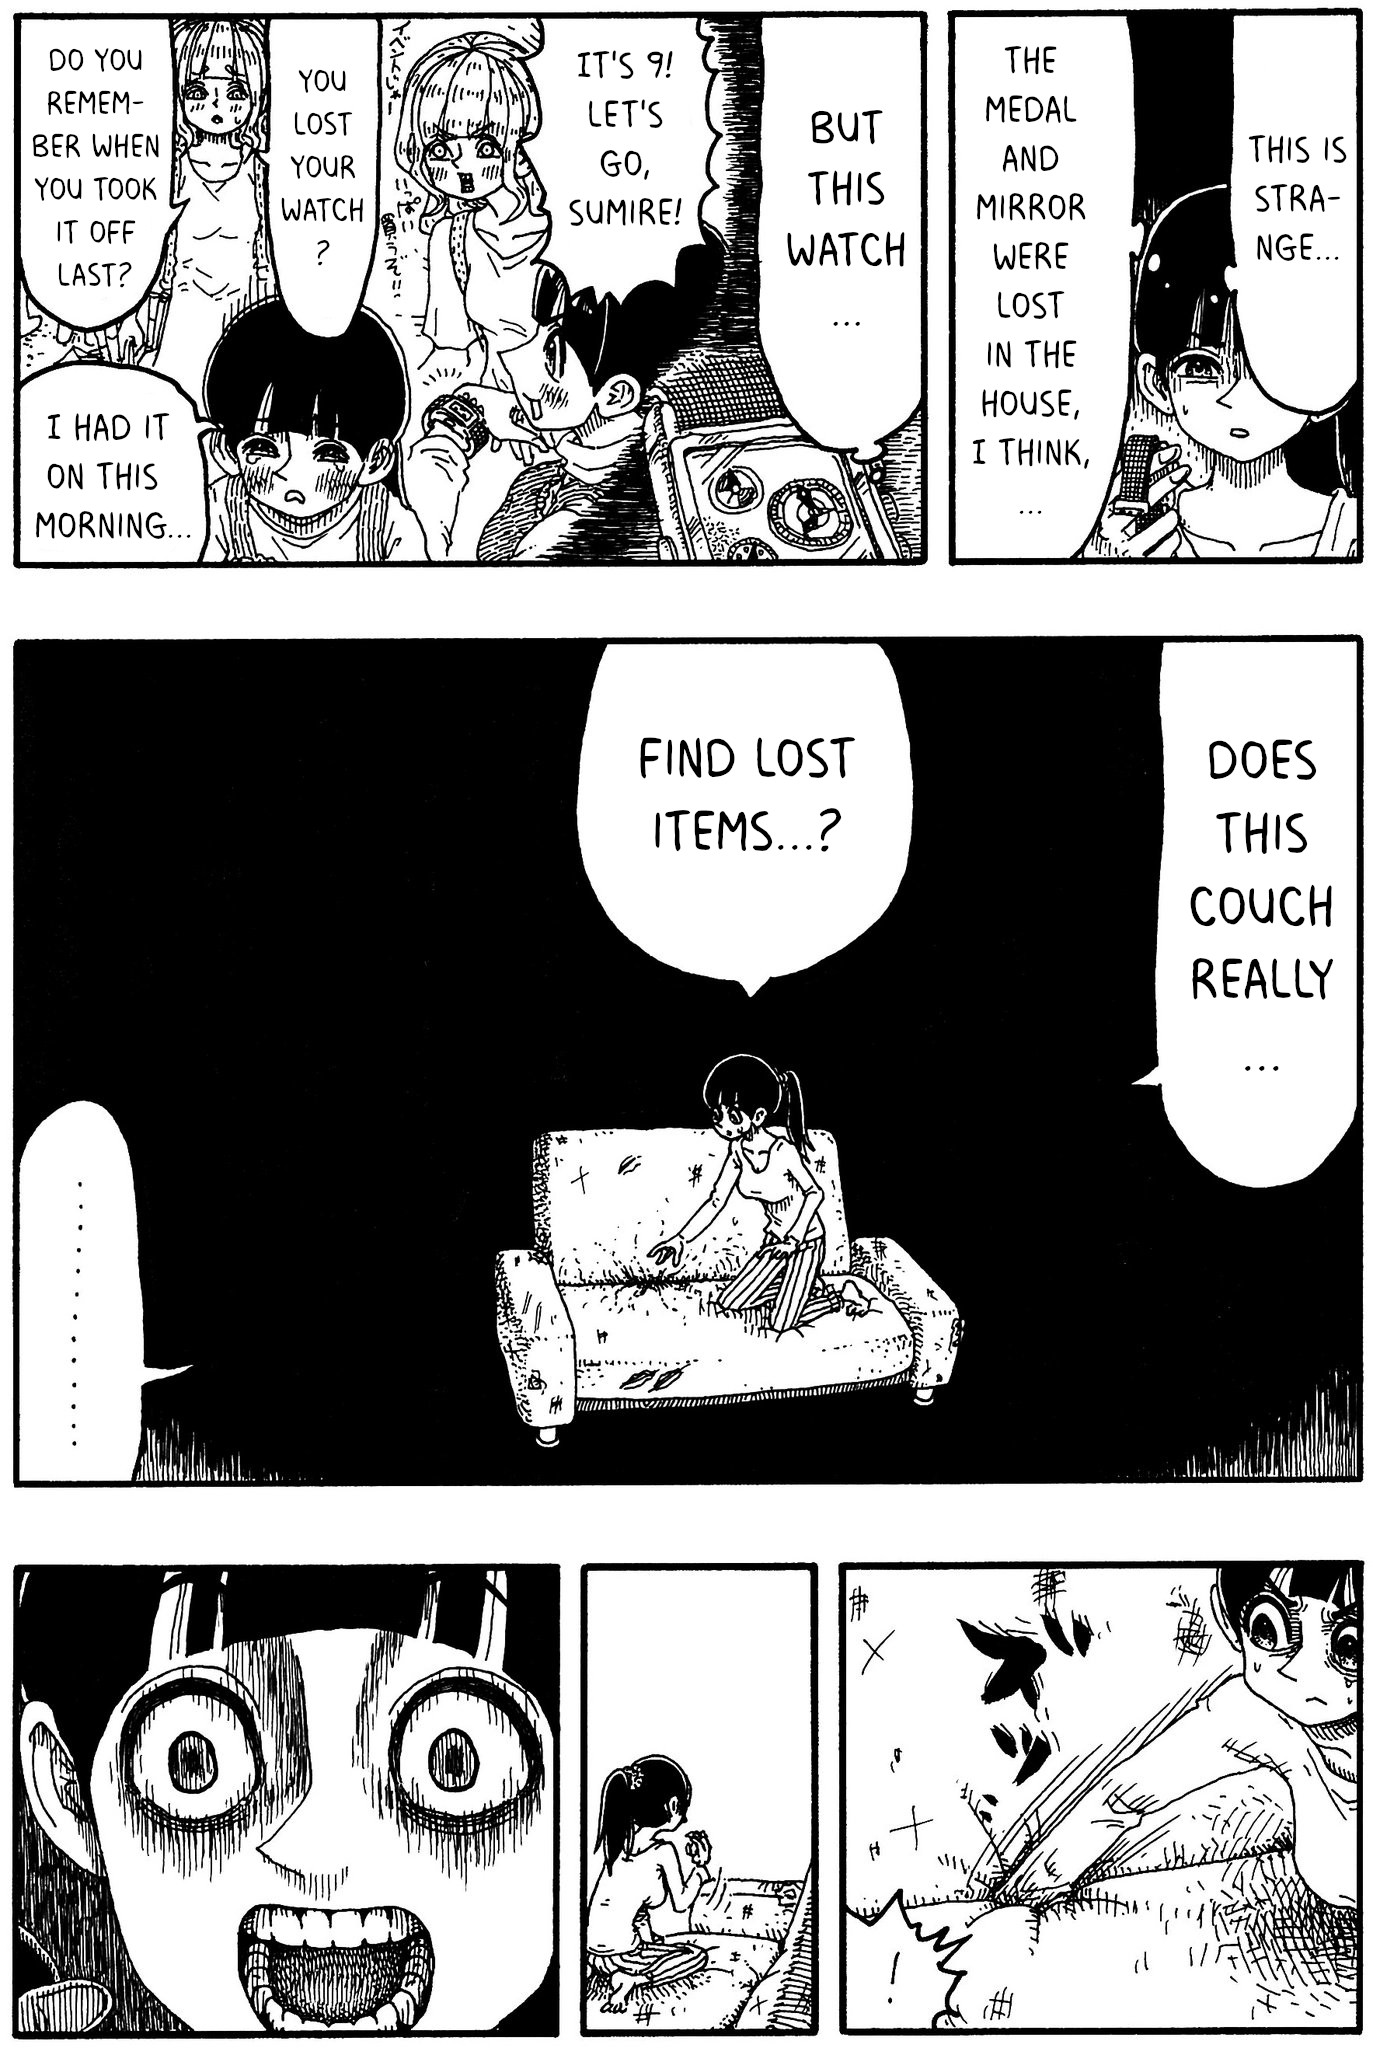 THIS IS
STRA-
NGE...
THE
MEDAL
AND
MIRROR
WERE
LOST
IN THE
HOUSE,
I THINK,
...
BUT
THIS
WATCH
...
IT'S 9!
LET'S
GO,
SUMIRE!
YOU
LOST
YOUR
WATCH
?
DO YOU
REMEM-
BER WHEN
YOU TOOK
IT OFF
LAST?
I HAD IT
ON THIS
MORNING...
DOES
THIS
COUCH
REALLY
...
FIND LOST
ITEMS...?
............
!